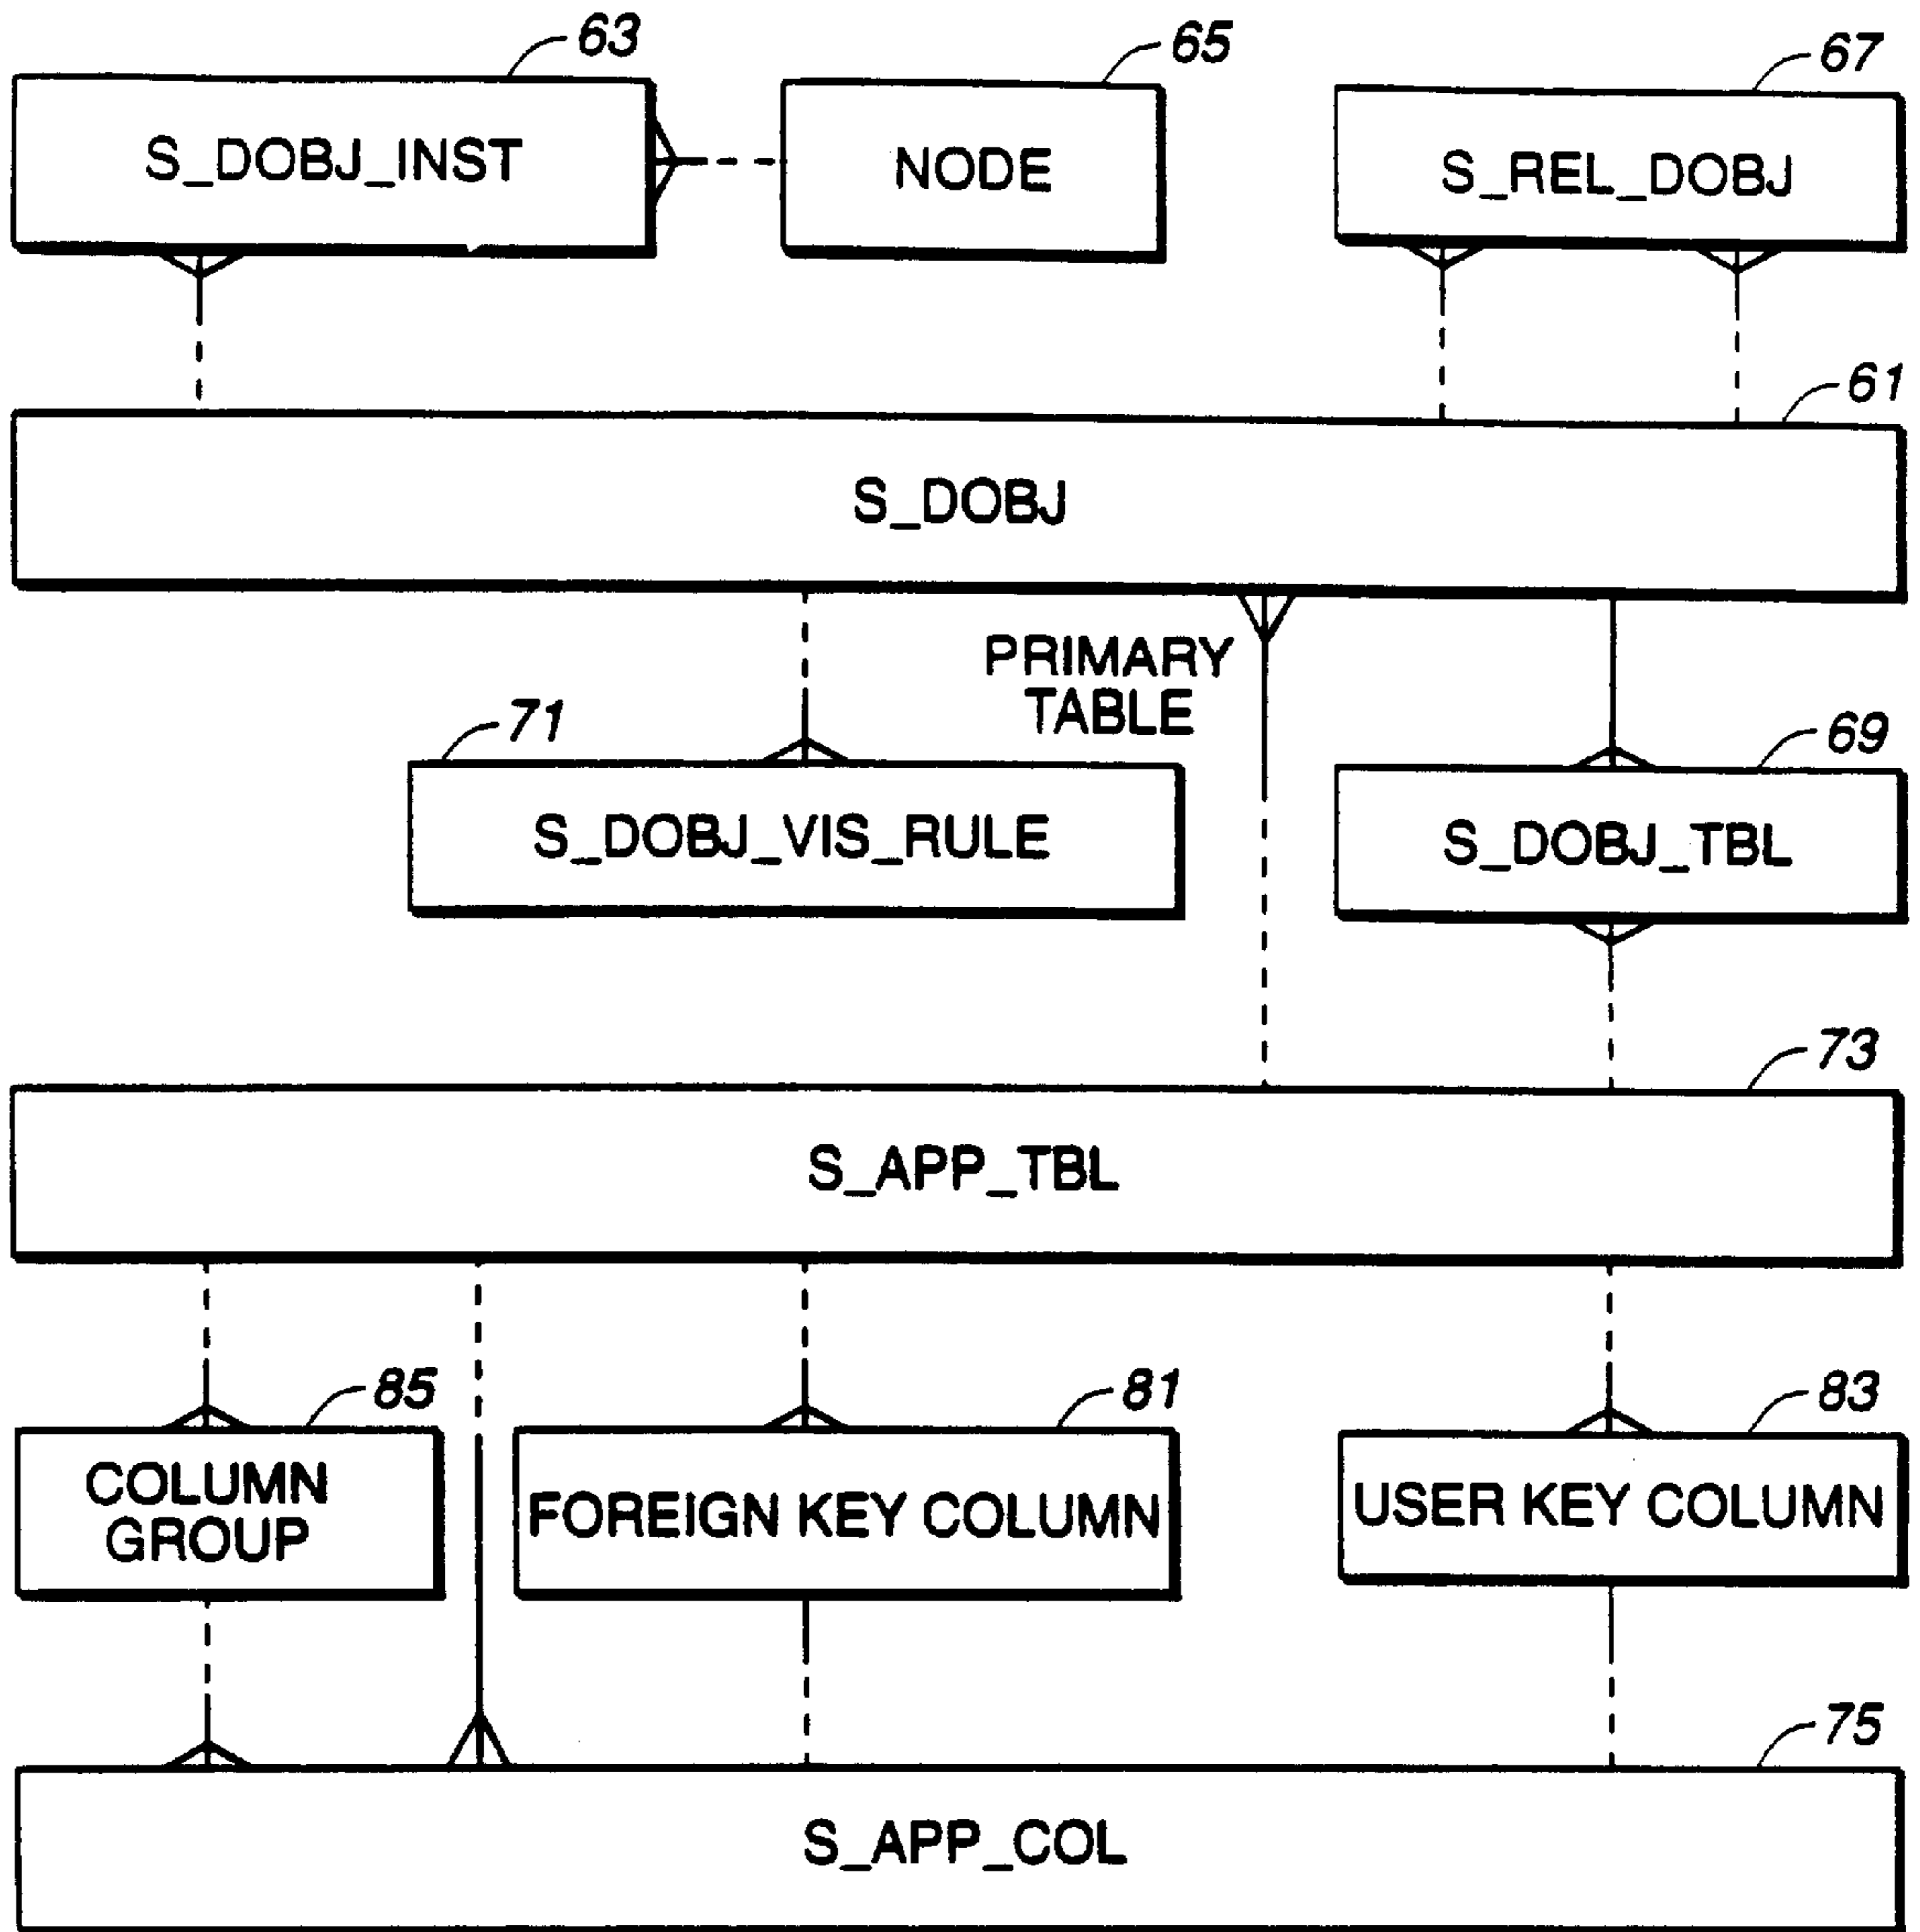 63
65
67
S_DOBJ_INST
NODE
S_REL_DOBJ
61
S_DOBJ
PRIMARY
TABLE
71
69
S_DOBJ_VIS_RULE
S_DOBJ_TBL
73
S_APP_TBL
85
81
83
COLUMN
GROUP
FOREIGN KEY COLUMN
USER KEY COLUMN
75
S_APP_COL